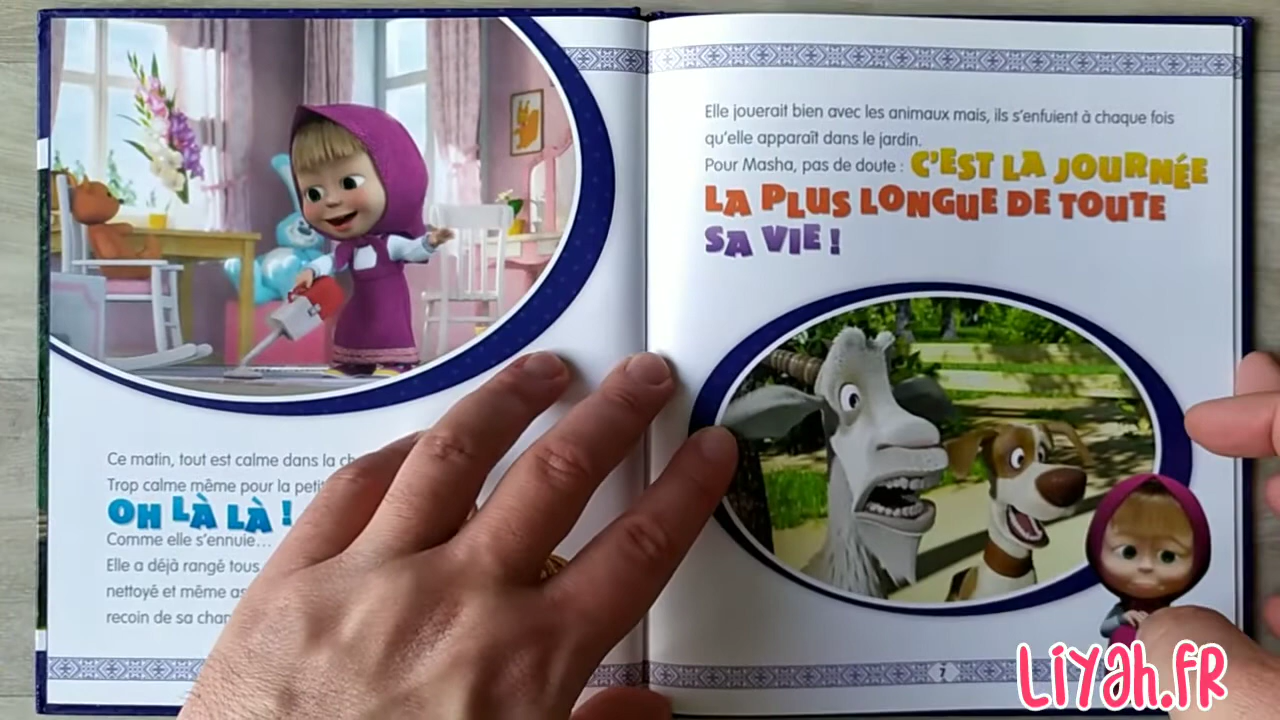 Ce matin, tout est calme dans la
Trop calme même pour la
OH LÀ LÀ !
Comme elle s'ennuie...
Elle a déjà rangé tous
nettoyé et même
recoin de sa
Elle jouerait bien avec les animaux mais, ils s'enfuient à chaque fois
qu'elle apparaît dans le jardin.
Pour Masha, pas de doute : C'EST LA JOURNÉE
LA PLUS LONGUE DE TOUTE
SA VIE !
7
Liyah.FR